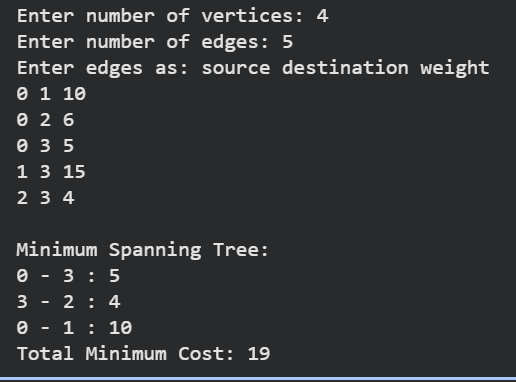 Enter number of vertices: 4
Enter number of edges: 5
Enter edges as: source destination weight
0 1 10
0 2 6
0 3 5
1 3 15
2 3 4

Minimum Spanning Tree:
0 - 3 : 5
3 - 2 : 4
0 - 1 : 10
Total Minimum Cost: 19